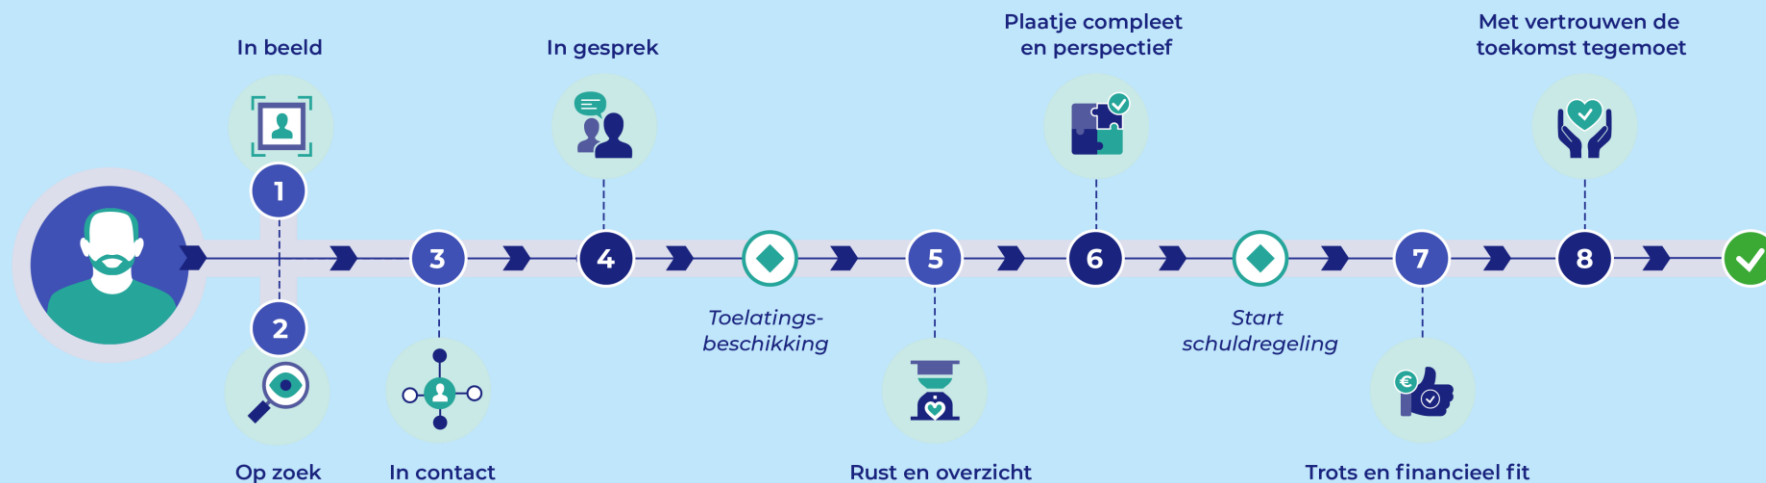 In beeld
1
2
Op zoek
3
In contact
In gesprek
4
Toelatings-
beschikking
5
Rust en overzicht
Plaatje compleet
en perspectief
6
Start
schuldregeling
7
€
Trots en financieel fit
Met vertrouwen de
toekomst tegemoet
8